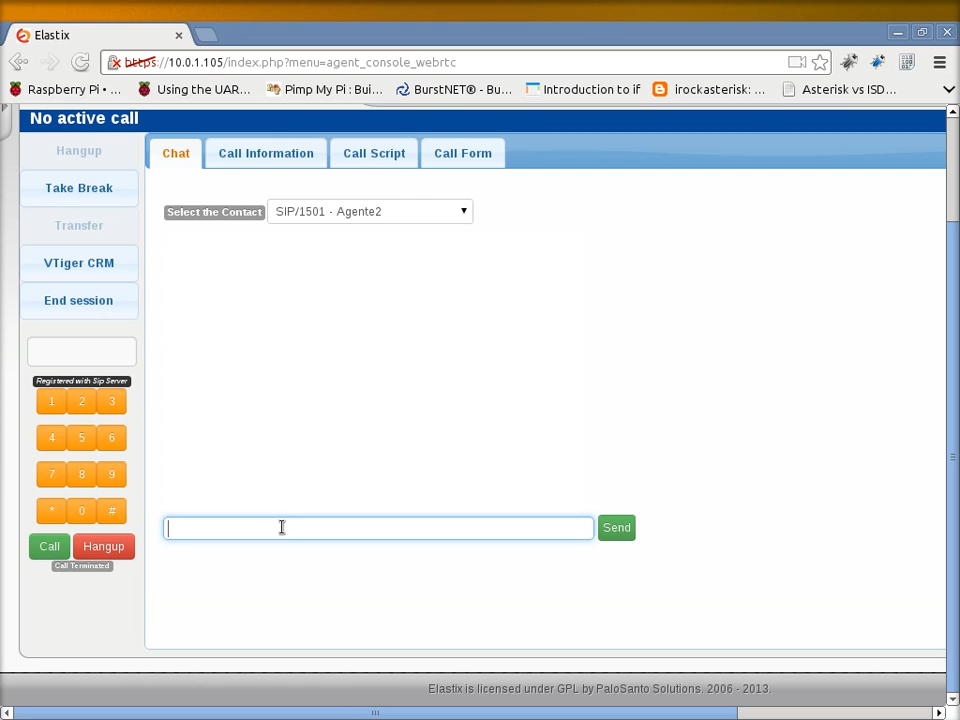 Elastix
https://10.0.1.105/index.php?menu=agent_console_webrtc
Raspberry Pi • ... Using the UAR... Pimp My Pi : Bui... BurstNET® - Bu... Introduction to if irockasterisk: ... Asterisk vs ISD...
No active call
Hangup
Take Break
Transfer
VTiger CRM
End session
Chat Call Information Call Script Call Form
Select the Contact SIP/1501 - Agente2
Registered with Sip Server
1 2 3
4 5 6
7 8 9
* 0 #
Call Hangup
Call Terminated
Send
Elastix is licensed under GPL by PaloSanto Solutions. 2006 - 2013.